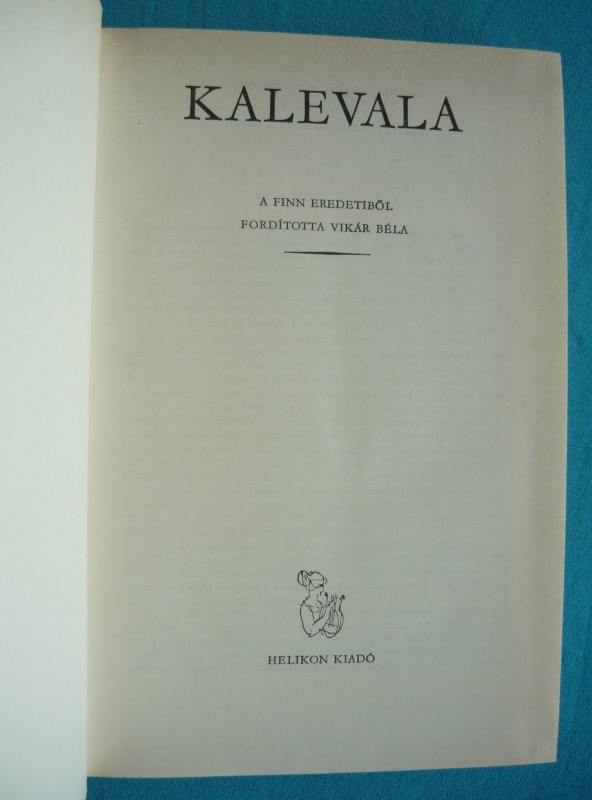 KALEVALA
A FINN EREDETIBŐL
FORDÍTOTTA VIKÁR BÉLA
HELIKON KIADÓ